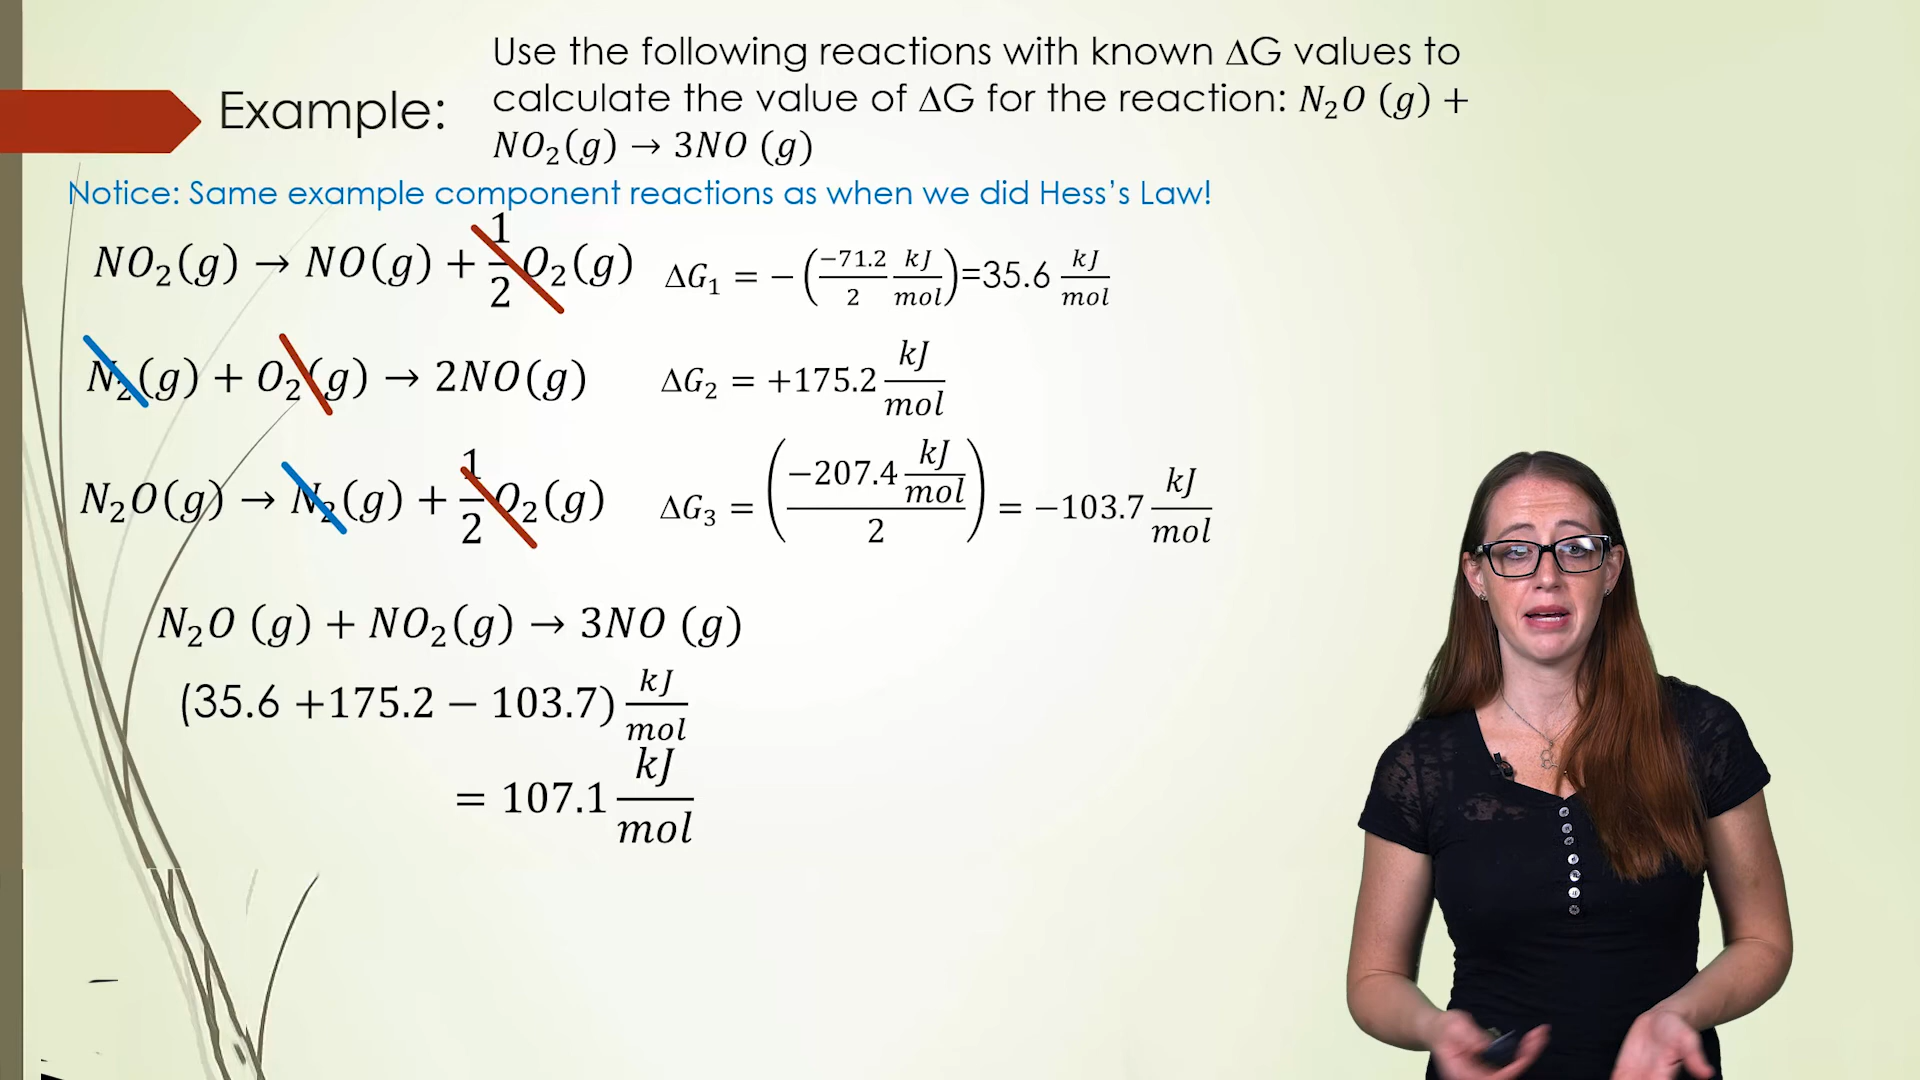 Use the following reactions with known ΔG values to
Example: calculate the value of ΔG for the reaction: N₂O (g) +
NO₂(g) → 3NO (g)
Notice: Same example component reactions as when we did Hess's Law!
NO₂(g) → NO(g) + 1/2 O₂(g) ΔG₁ = −(−71.2/2 kJ/mol)=35.6 kJ/mol
N₂(g) + O₂(g) → 2NO(g) ΔG₂ = +175.2 kJ/mol
N₂O(g) → N₂(g) + 1/2 O₂(g) ΔG₃ = (−207.4 kJ/mol / 2) = −103.7 kJ/mol
N₂O (g) + NO₂(g) → 3NO (g)
(35.6 +175.2 − 103.7) kJ/mol
= 107.1 kJ/mol